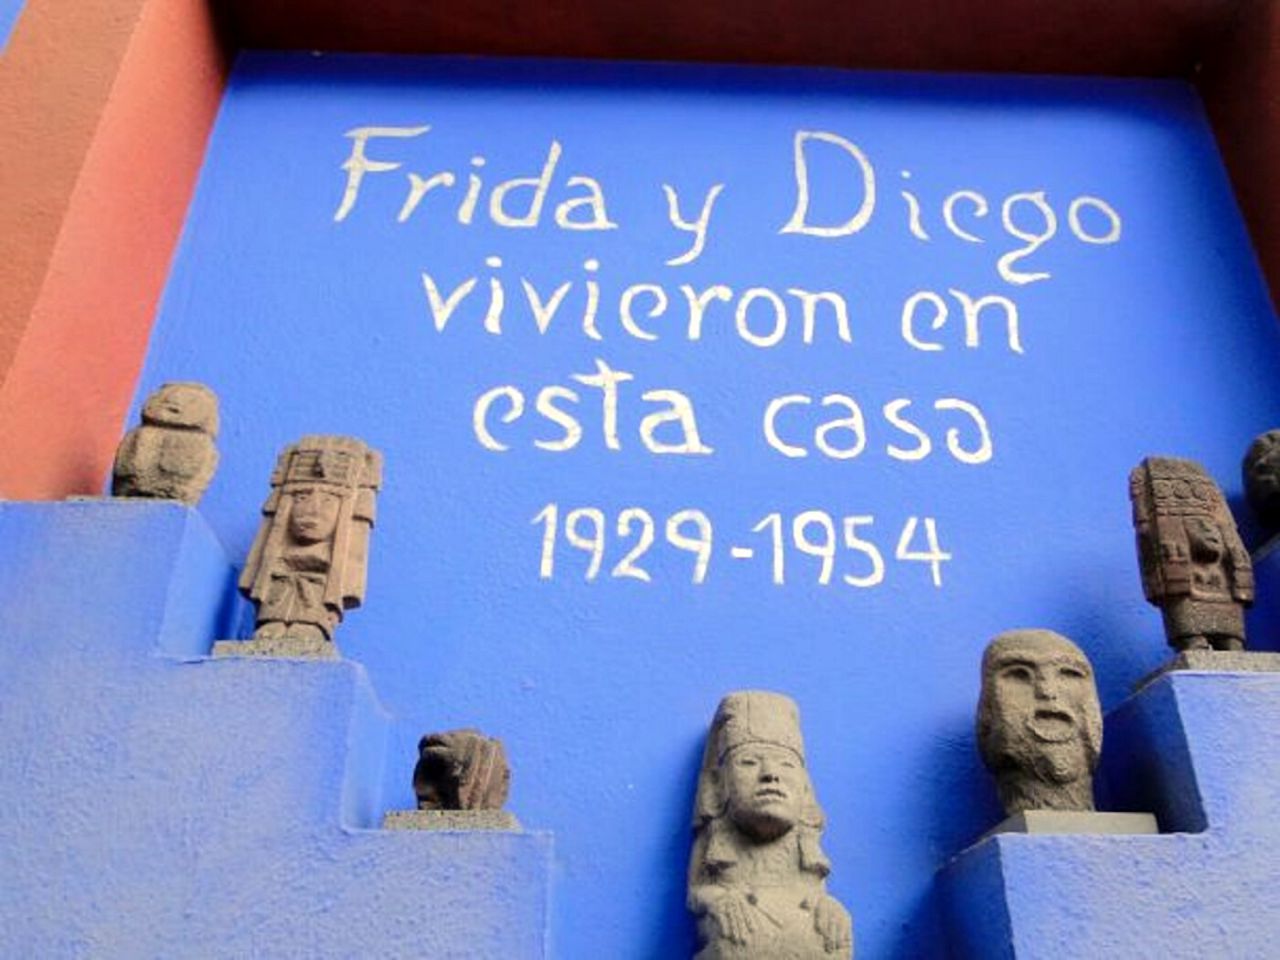 Frida y Diego
vivieron en
esta casa
1929-1954